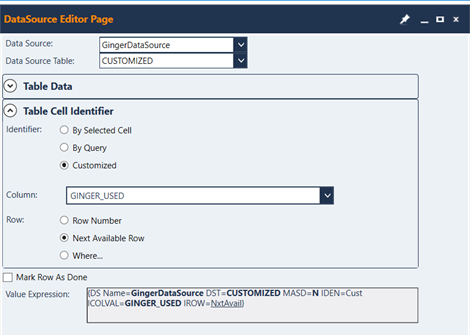 DataSource Editor Page
Data Source: GingerDataSource
Data Source Table: CUSTOMIZED
Table Data
Table Cell Identifier
Identifier: By Selected Cell
By Query
Customized
Column: GINGER_USED
Row: Row Number
Next Available Row
Where...
Mark Row As Done
Value Expression: {DS Name=GingerDataSource DST=CUSTOMIZED MASD=N IDEN=Cust
ICOLVAL=GINGER_USED IROW=NxtAvail}